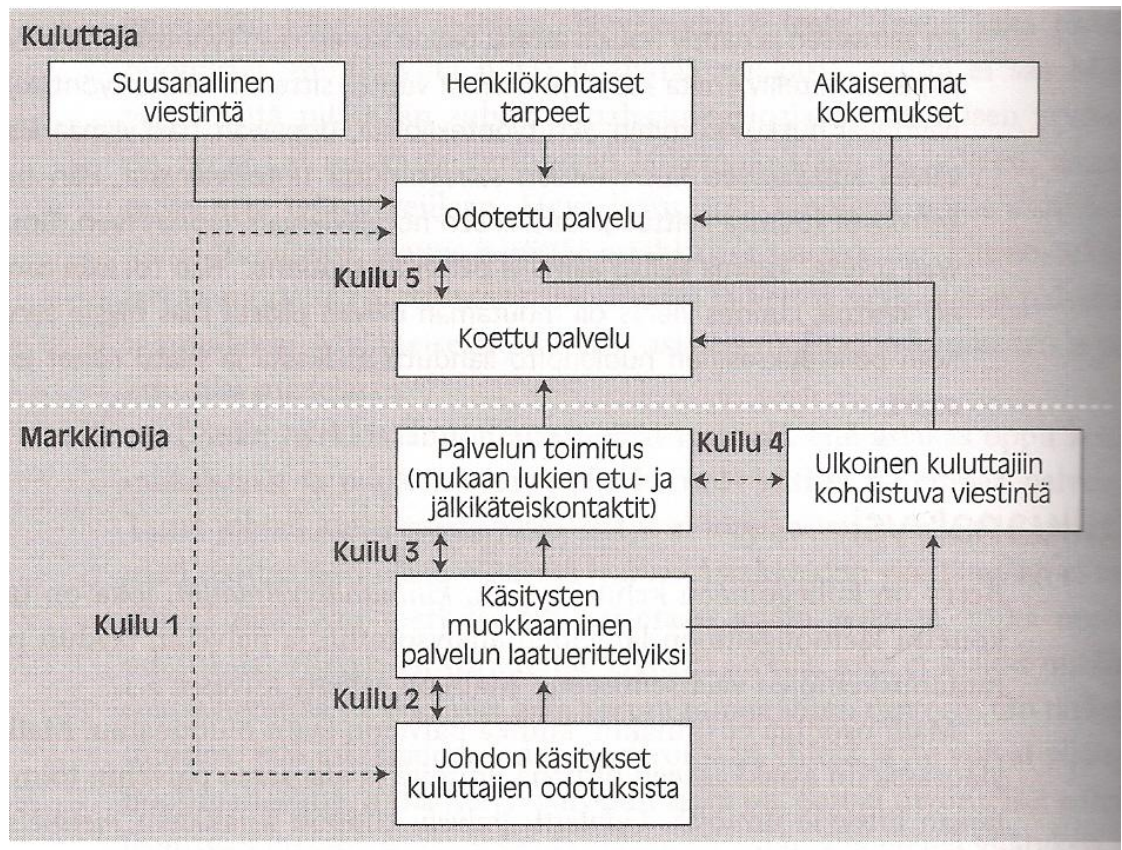 Kuluttaja
Suusanallinen
viestintä
Henkilökohtaiset
tarpeet
Aikaisemmat
kokemukset
Odotettu palvelu
Kuilu 5
Koettu palvelu
Markkinoija
Palvelun toimitus
(mukaan lukien etu- ja
jälkikäteiskontaktit)
Kuilu 4
Ulkoinen kuluttajiin
kohdistuva viestintä
Kuilu 3
Käsitysten
muokkaaminen
palvelun laatuerittelyiksi
Kuilu 1
Kuilu 2
Johdon käsitykset
kuluttajien odotuksista